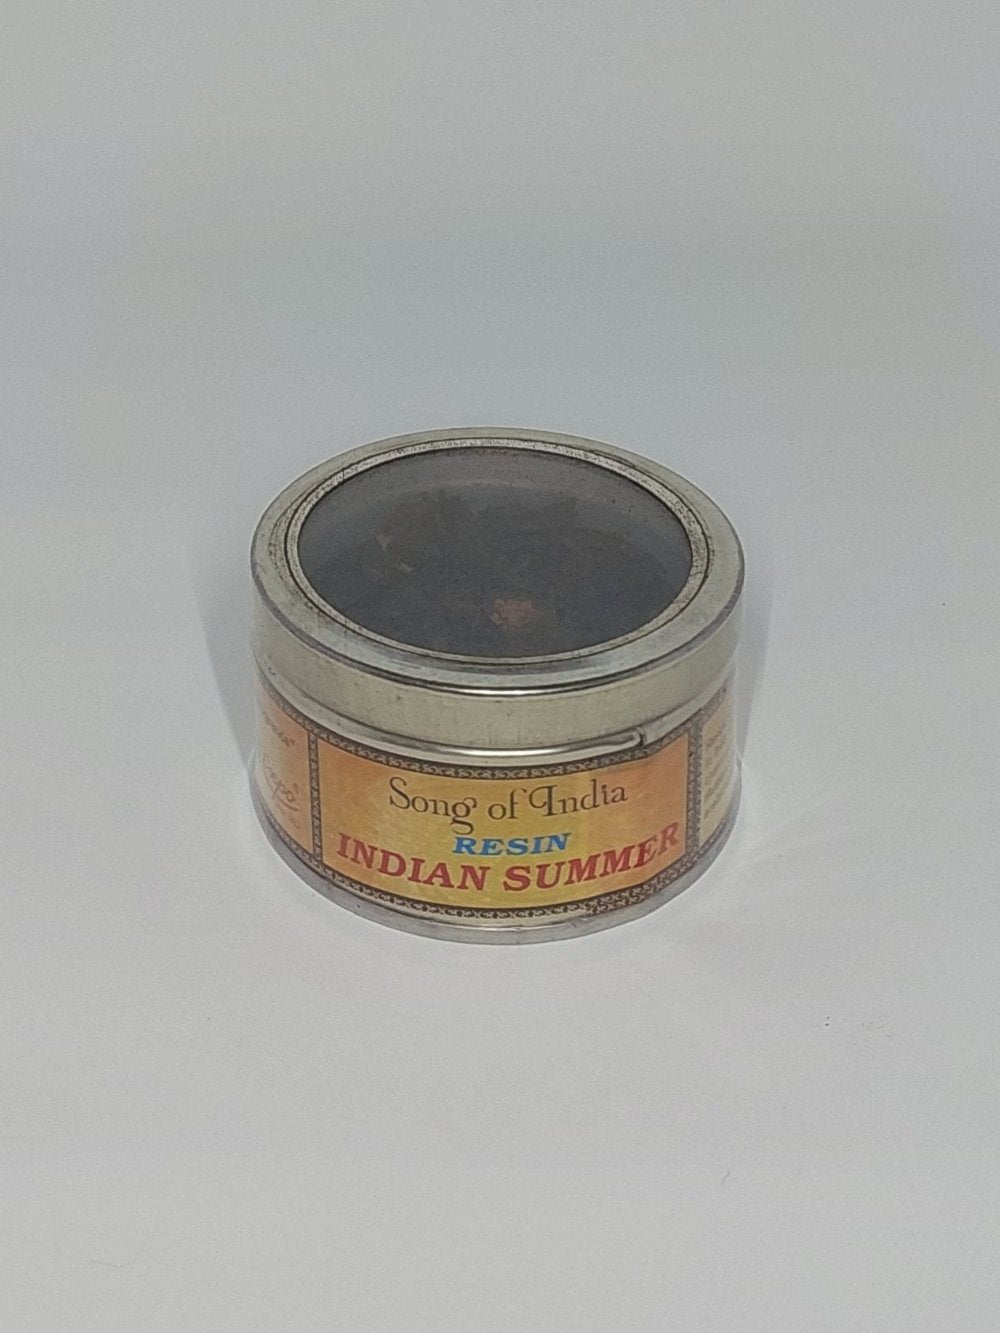 Song of India
RESIN
INDIAN SUMMER